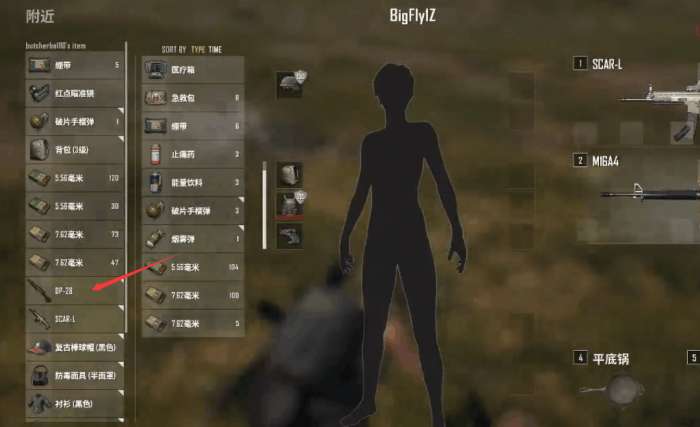 附近
BigFlyIZ
butcherbal18's item
SORT BY TYPE TIME
绷带 5
红点瞄准镜
破片手榴弹 1
背包 (3级)
5.56毫米 120
5.56毫米 30
7.62毫米 73
7.62毫米 47
DP-28
SCAR-L
复古棒球帽 (黑色)
防毒面具 (半面罩)
衬衫 (黑色)
医疗箱
急救包 8
绷带 6
止痛药 3
能量饮料 3
破片手榴弹 3
烟雾弹 1
5.56毫米 104
7.62毫米 100
7.62毫米 5
1 SCAR-L
2 M16A4
4 平底锅
5